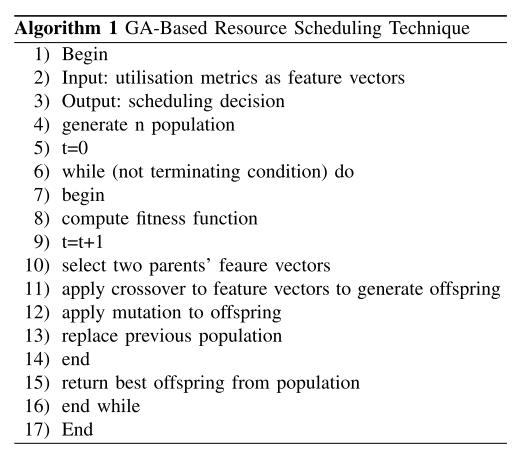 Algorithm 1 GA-Based Resource Scheduling Technique
1) Begin
2) Input: utilisation metrics as feature vectors
3) Output: scheduling decision
4) generate n population
5) t=0
6) while (not terminating condition) do
7) begin
8) compute fitness function
9) t=t+1
10) select two parents' feaure vectors
11) apply crossover to feature vectors to generate offspring
12) apply mutation to offspring
13) replace previous population
14) end
15) return best offspring from population
16) end while
17) End